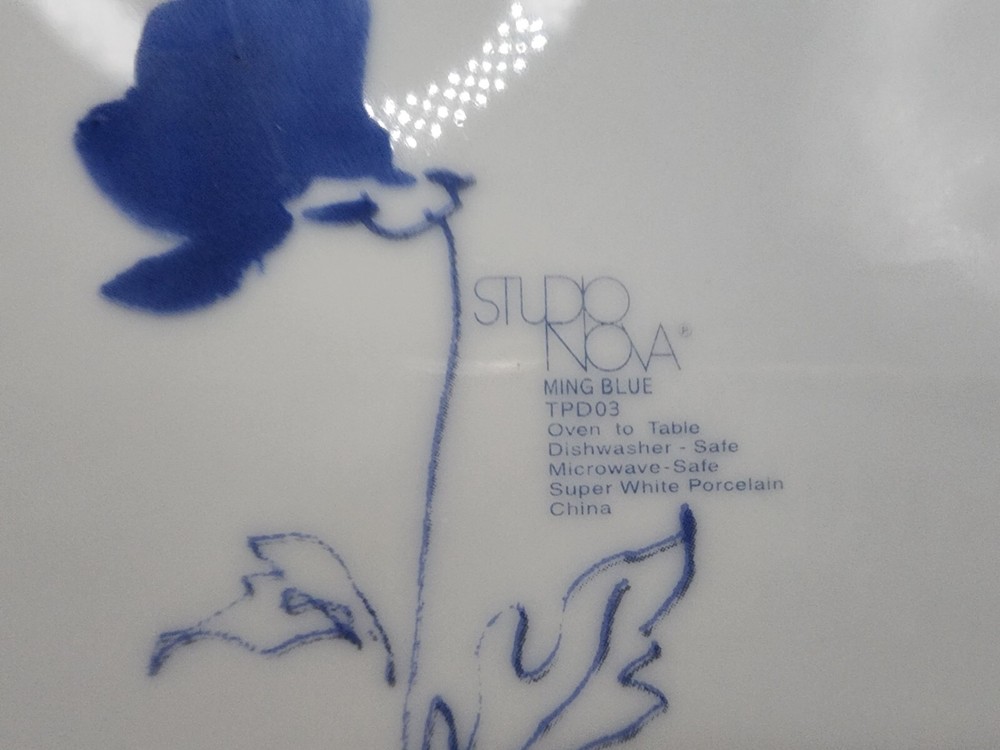 STUDIO
NOVA®
MING BLUE
TPD03
Oven to Table
Dishwasher - Safe
Microwave-Safe
Super White Porcelain
China